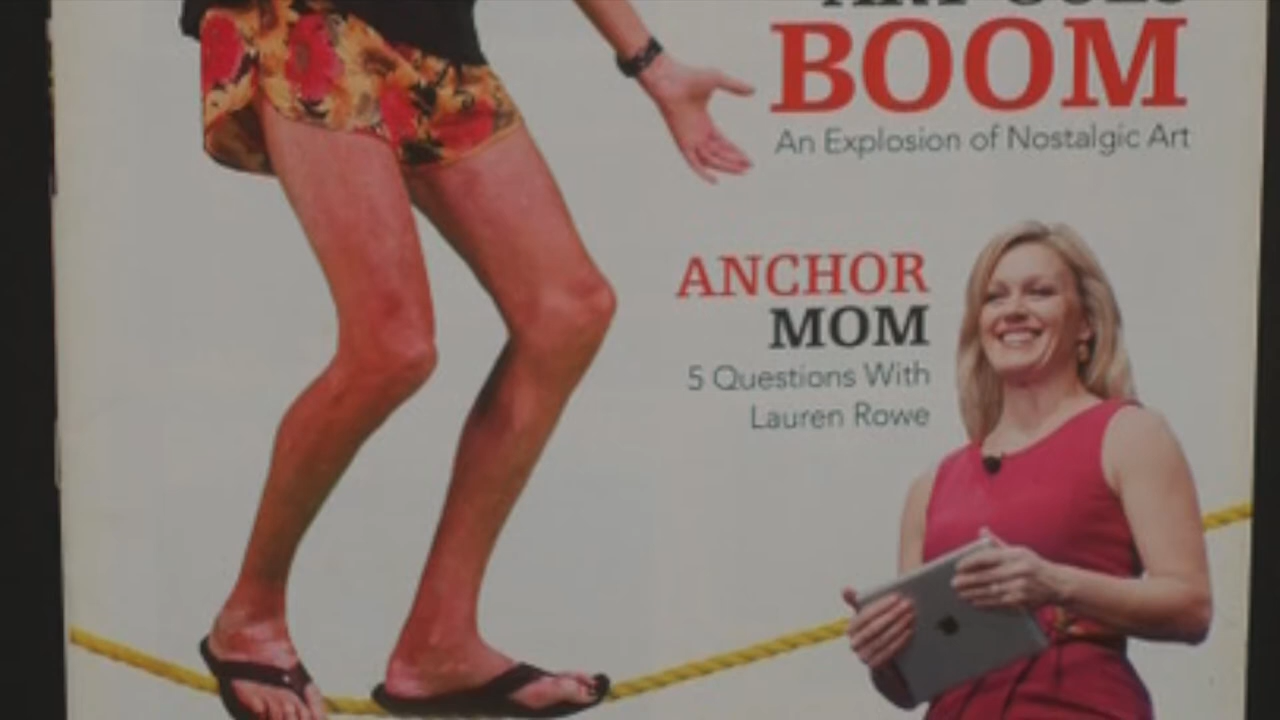 BOOM
An Explosion of Nostalgic Art
ANCHOR
MOM
5 Questions With
Lauren Rowe